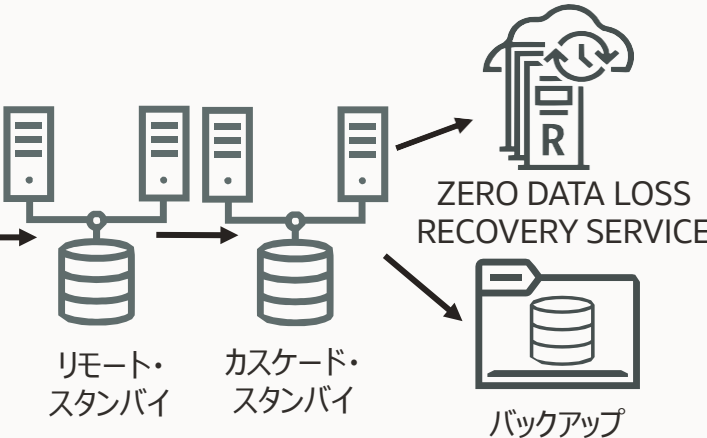 R
ZERO DATA LOSS
RECOVERY SERVICE
リモート・
スタンバイ
カスケード・
スタンバイ
バックアップ